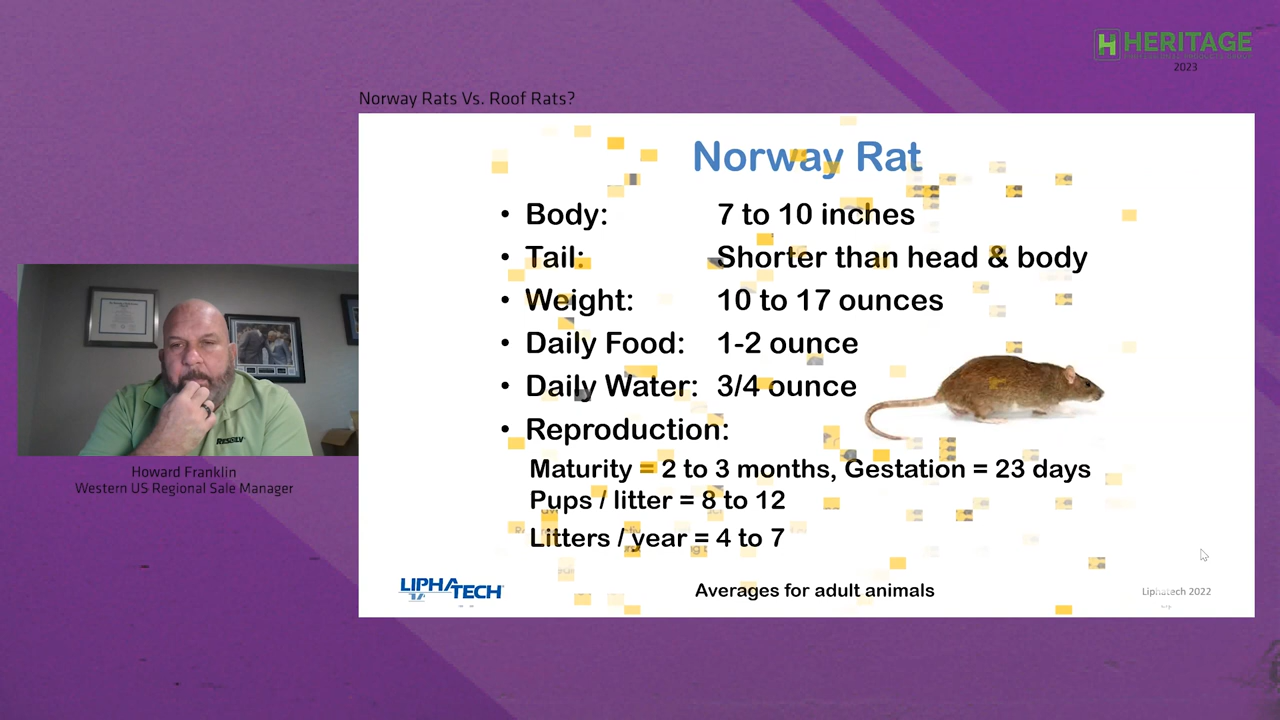 HERITAGE
2023
Norway Rats Vs. Roof Rats?
Norway Rat
• Body: 7 to 10 inches
• Tail: Shorter than head & body
• Weight: 10 to 17 ounces
• Daily Food: 1-2 ounce
• Daily Water: 3/4 ounce
• Reproduction:
Maturity = 2 to 3 months, Gestation = 23 days
Pups / litter = 8 to 12
Litters / year = 4 to 7
LIPHATECH
Averages for adult animals
Liphatech 2022
RESOLV
Howard Franklin
Western US Regional Sale Manager